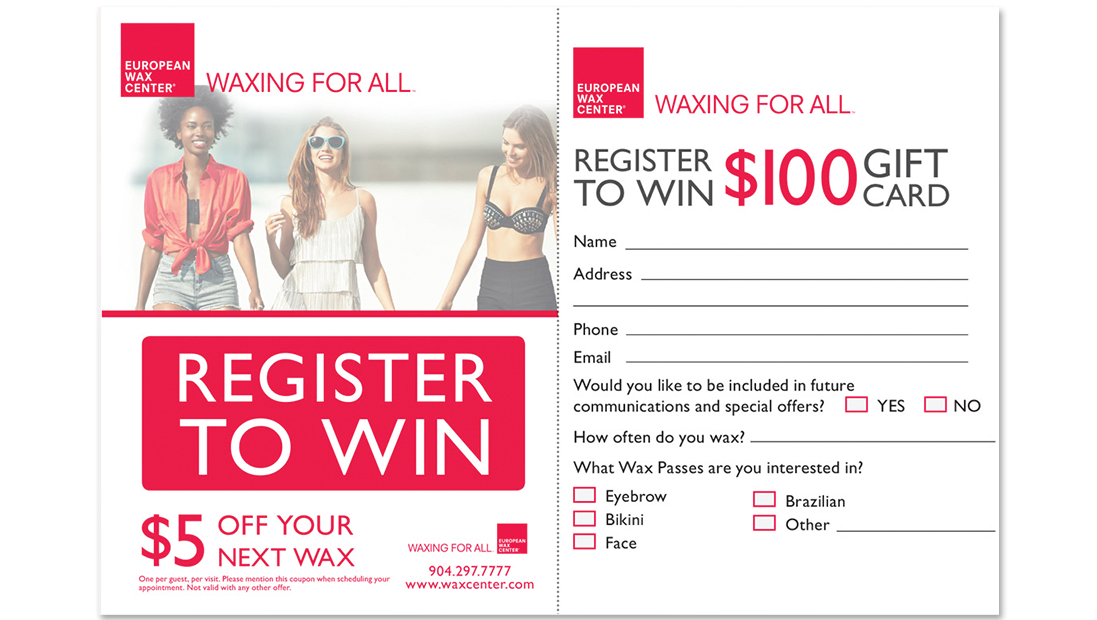 EUROPEAN
WAX
CENTER®
WAXING FOR ALL™
REGISTER
TO WIN
$5 OFF YOUR
NEXT WAX
One per guest, per visit. Please mention this coupon when scheduling your
appointment. Not valid with any other offer.
WAXING FOR ALL
EUROPEAN
WAX
CENTER®
904.297.7777
www.waxcenter.com
EUROPEAN
WAX
CENTER®
WAXING FOR ALL™
REGISTER
TO WIN
$100
GIFT
CARD
Name
Address
Phone
Email
Would you like to be included in future
communications and special offers? YES NO
How often do you wax?
What Wax Passes are you interested in?
Eyebrow
Bikini
Face
Brazilian
Other